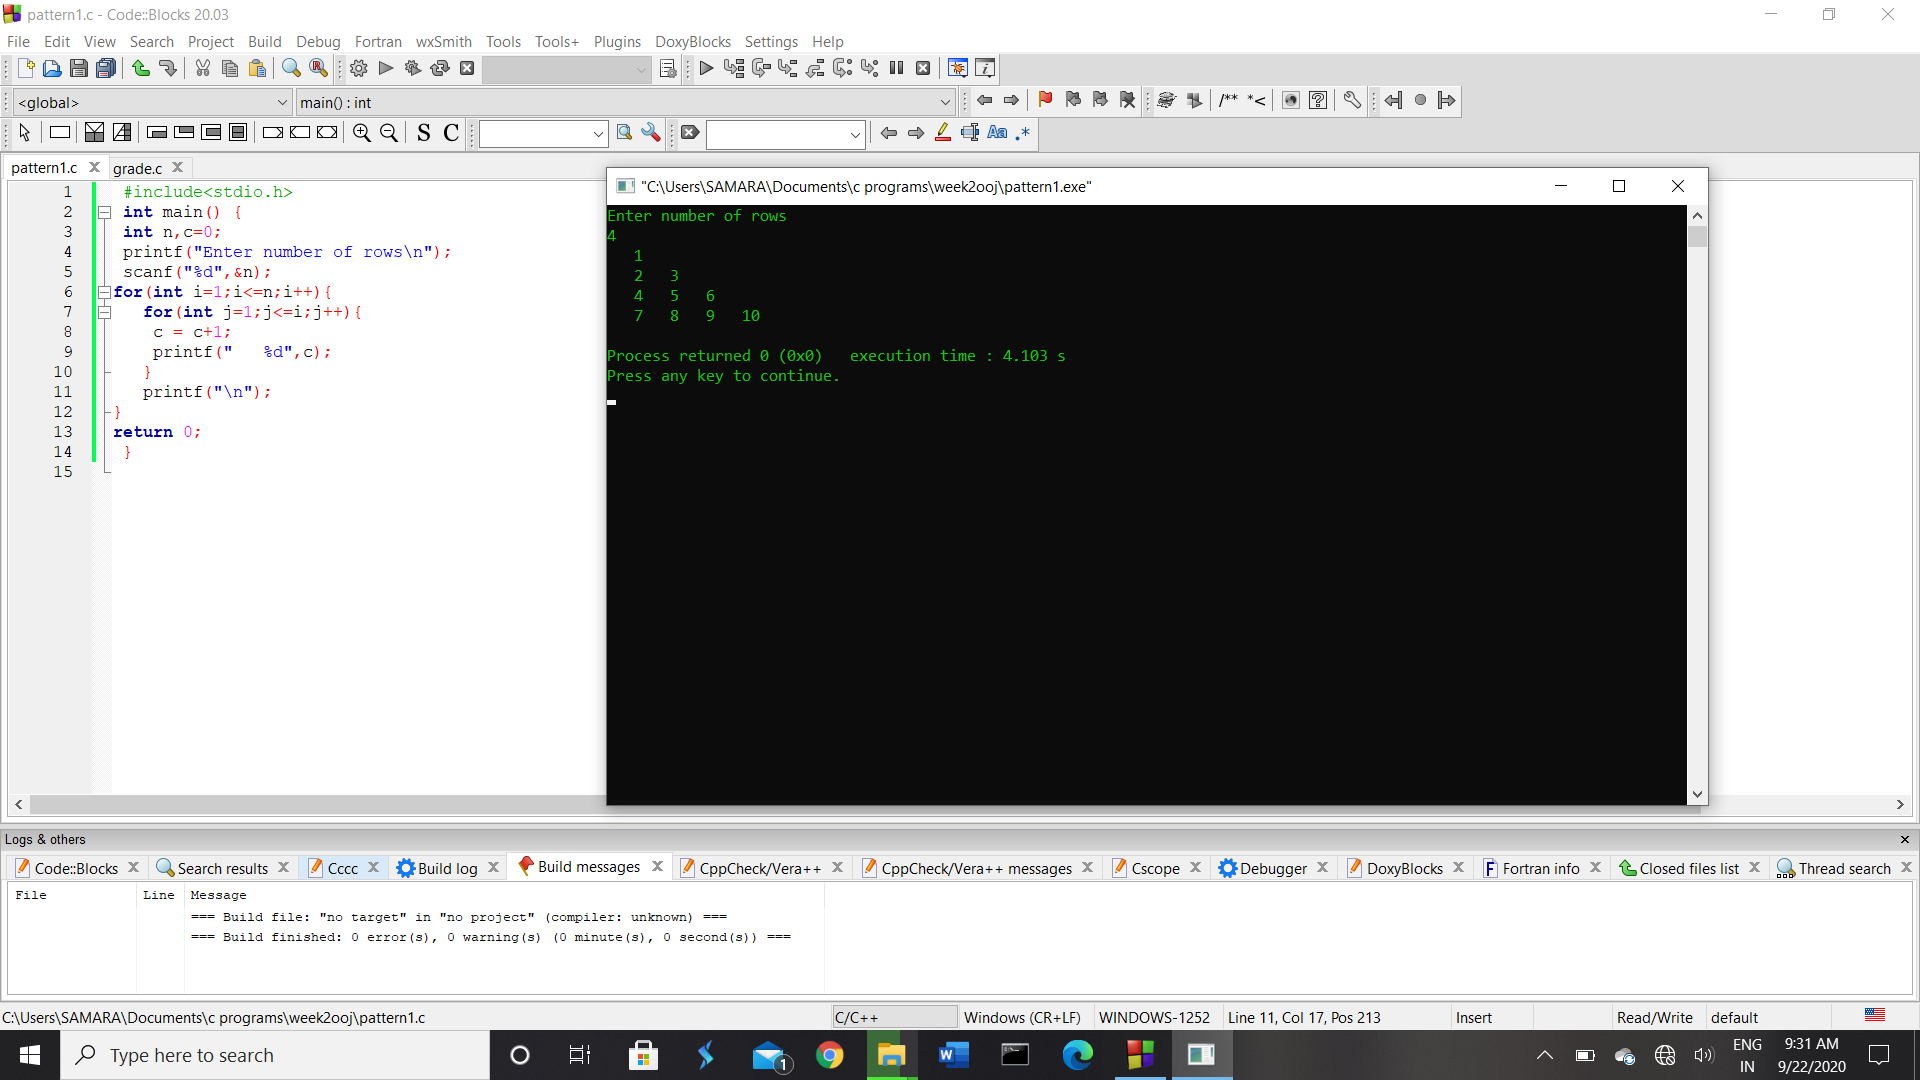 pattern1.c - Code::Blocks 20.03
File Edit View Search Project Build Debug Fortran wxSmith Tools Tools+ Plugins DoxyBlocks Settings Help
<global> main() : int
/** *<
S C Aa .*
pattern1.c X grade.c X
1 #include<stdio.h>
2 int main() {
3 int n,c=0;
4 printf("Enter number of rows\n");
5 scanf("%d",&n);
6 for(int i=1;i<=n;i++){
7 for(int j=1;j<=i;j++){
8 c = c+1;
9 printf("   %d",c);
10 }
11 printf("\n");
12 }
13 return 0;
14 }
15
"C:\Users\SAMARA\Documents\c programs\week2ooj\pattern1.exe"
Enter number of rows
4
   1
   2   3
   4   5   6
   7   8   9   10
Process returned 0 (0x0)   execution time : 4.103 s
Press any key to continue.
Logs & others
Code::Blocks X Search results X Cccc X Build log X Build messages X CppCheck/Vera++ X CppCheck/Vera++ messages X Cscope X Debugger X DoxyBlocks X F Fortran info X Closed files list X Thread search X
File Line Message
=== Build file: "no target" in "no project" (compiler: unknown) ===
=== Build finished: 0 error(s), 0 warning(s) (0 minute(s), 0 second(s)) ===
C:\Users\SAMARA\Documents\c programs\week2ooj\pattern1.c C/C++ Windows (CR+LF) WINDOWS-1252 Line 11, Col 17, Pos 213 Insert Read/Write default
Type here to search
1
ENG
IN
9:31 AM
9/22/2020